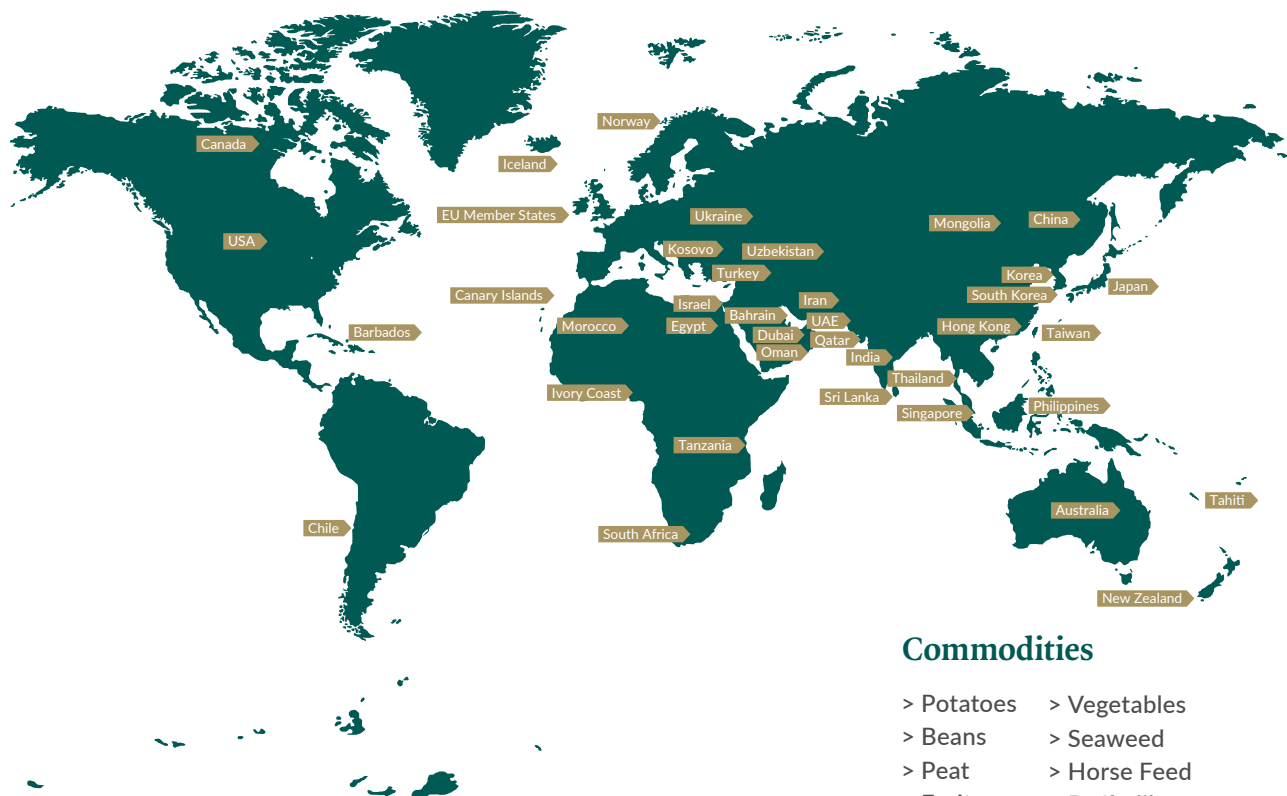 Norway
Canada
Iceland
EU Member States
Ukraine
Mongolia
China
USA
Kosovo
Uzbekistan
Turkey
Korea
Japan
Canary Islands
South Korea
Israel
Iran
Bahrain
UAE
Barbados
Morocco
Egypt
Hong Kong
Taiwan
Dubai
Qatar
Oman
India
Thailand
Ivory Coast
Sri Lanka
Singapore
Philippines
Tanzania
Tahiti
Australia
Chile
South Africa
New Zealand
Commodities
> Potatoes > Vegetables
> Beans > Seaweed
> Peat > Horse Feed